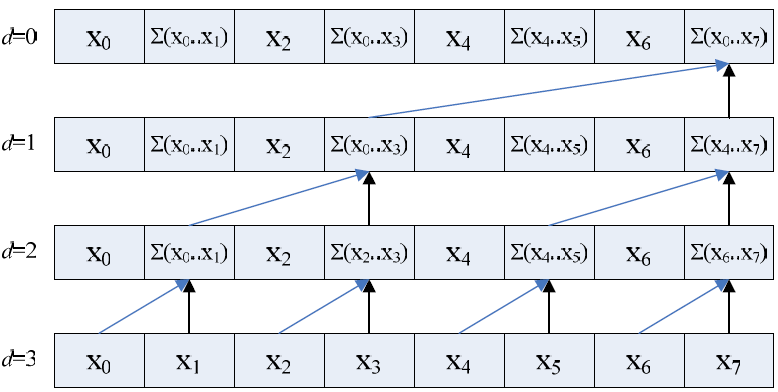 d=0 x₀ Σ(x₀..x₁) x₂ Σ(x₀..x₃) x₄ Σ(x₄..x₅) x₆ Σ(x₀..x₇)
d=1 x₀ Σ(x₀..x₁) x₂ Σ(x₀..x₃) x₄ Σ(x₄..x₅) x₆ Σ(x₄..x₇)
d=2 x₀ Σ(x₀..x₁) x₂ Σ(x₂..x₃) x₄ Σ(x₄..x₅) x₆ Σ(x₆..x₇)
d=3 x₀ x₁ x₂ x₃ x₄ x₅ x₆ x₇